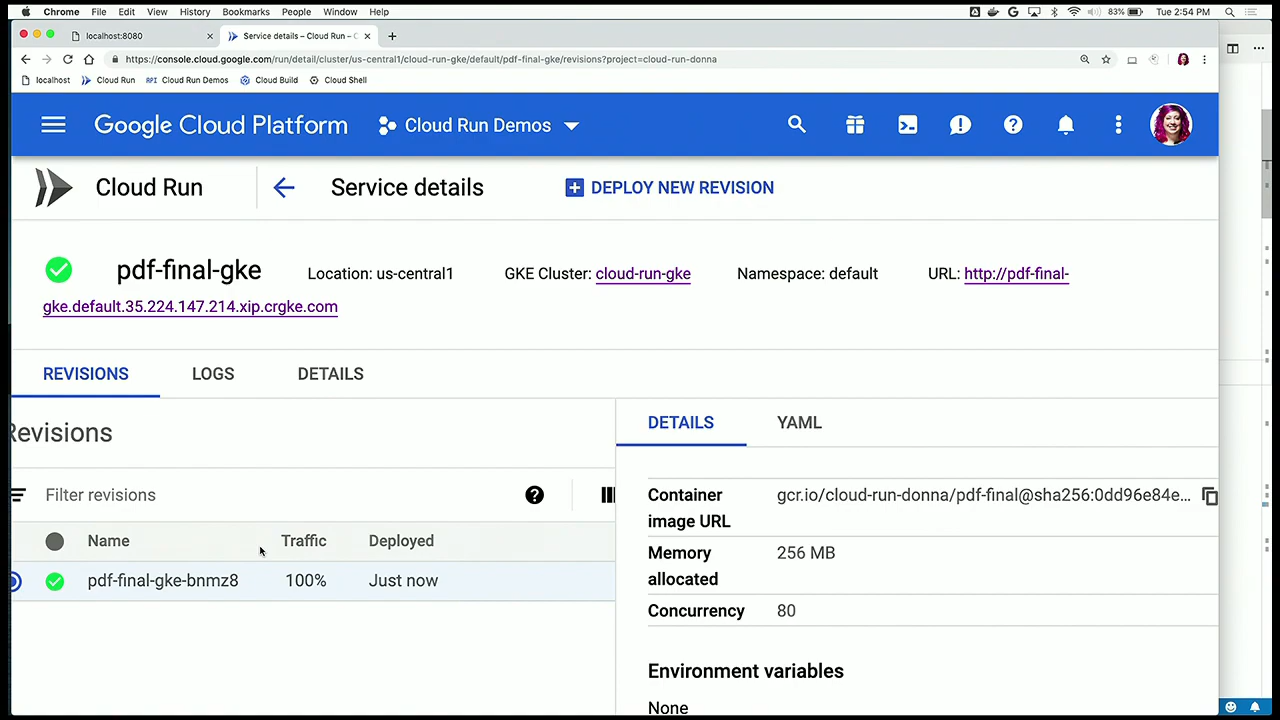 Chrome File Edit View History Bookmarks People Window Help 83% Tue 2:54 PM
localhost:8080 Service details – Cloud Run – C
https://console.cloud.google.com/run/detail/cluster/us-central1/cloud-run-gke/default/pdf-final-gke/revisions?project=cloud-run-donna
localhost Cloud Run API Cloud Run Demos Cloud Build Cloud Shell
Google Cloud Platform Cloud Run Demos
Cloud Run Service details DEPLOY NEW REVISION
pdf-final-gke Location: us-central1 GKE Cluster: cloud-run-gke Namespace: default URL: http://pdf-final-
gke.default.35.224.147.214.xip.crgke.com
REVISIONS LOGS DETAILS
Revisions
Filter revisions
Name Traffic Deployed
pdf-final-gke-bnmz8 100% Just now
DETAILS YAML
Container gcr.io/cloud-run-donna/pdf-final@sha256:0dd96e84e...
image URL
Memory 256 MB
allocated
Concurrency 80
Environment variables
None